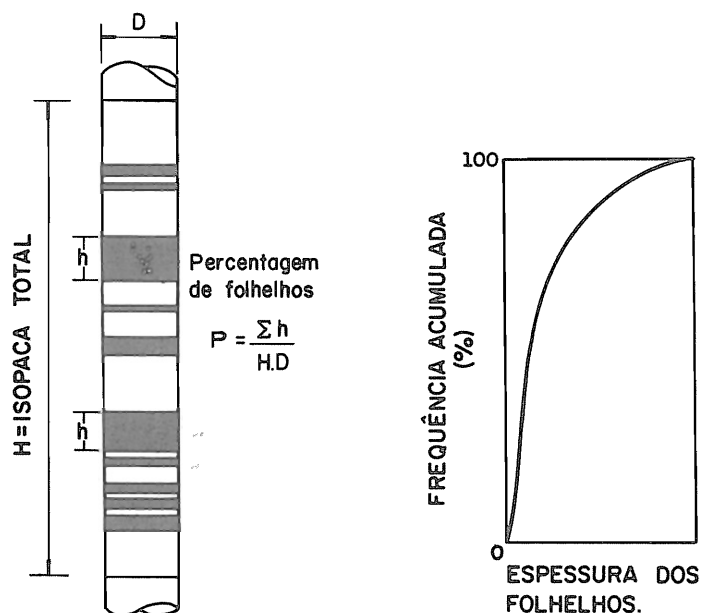 D
H = ISOPACA TOTAL
h
Percentagem
de folhelhos
P = Σh / H.D
h
100
FREQUÊNCIA ACUMULADA
(%)
0
ESPESSURA DOS
FOLHELHOS.